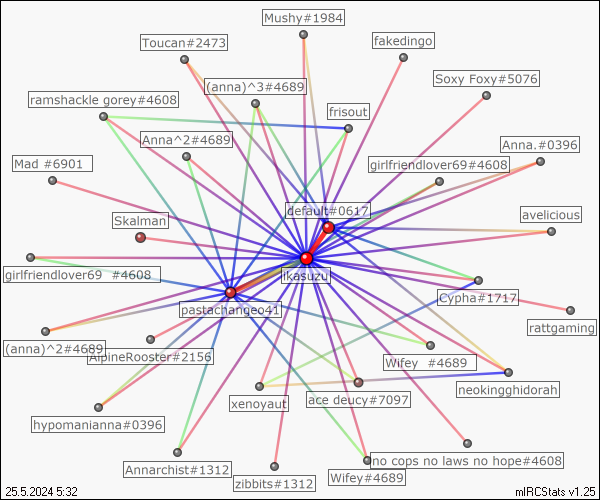 Mushy#1984
Toucan#2473
fakedingo
Soxy Foxy#5076
(anna)^3#4689
ramshackle gorey#4608
frisout
Anna^2#4689
Anna.#0396
Mad #6901
girlfriendlover69#4608
default#0617
avelicious
Skalman
ikasuzu
girlfriendlover69 #4608
Cypha#1717
pastachangeo41
rattgaming
(anna)^2#4689
AlpineRooster#2156
Wifey #4689
neokingghidorah
xenoyaut
ace deucy#7097
hypomanianna#0396
no cops no laws no hope#4608
Annarchist#1312
zibbits#1312
Wifey#4689
25.5.2024 5:32
mIRCStats v1.25